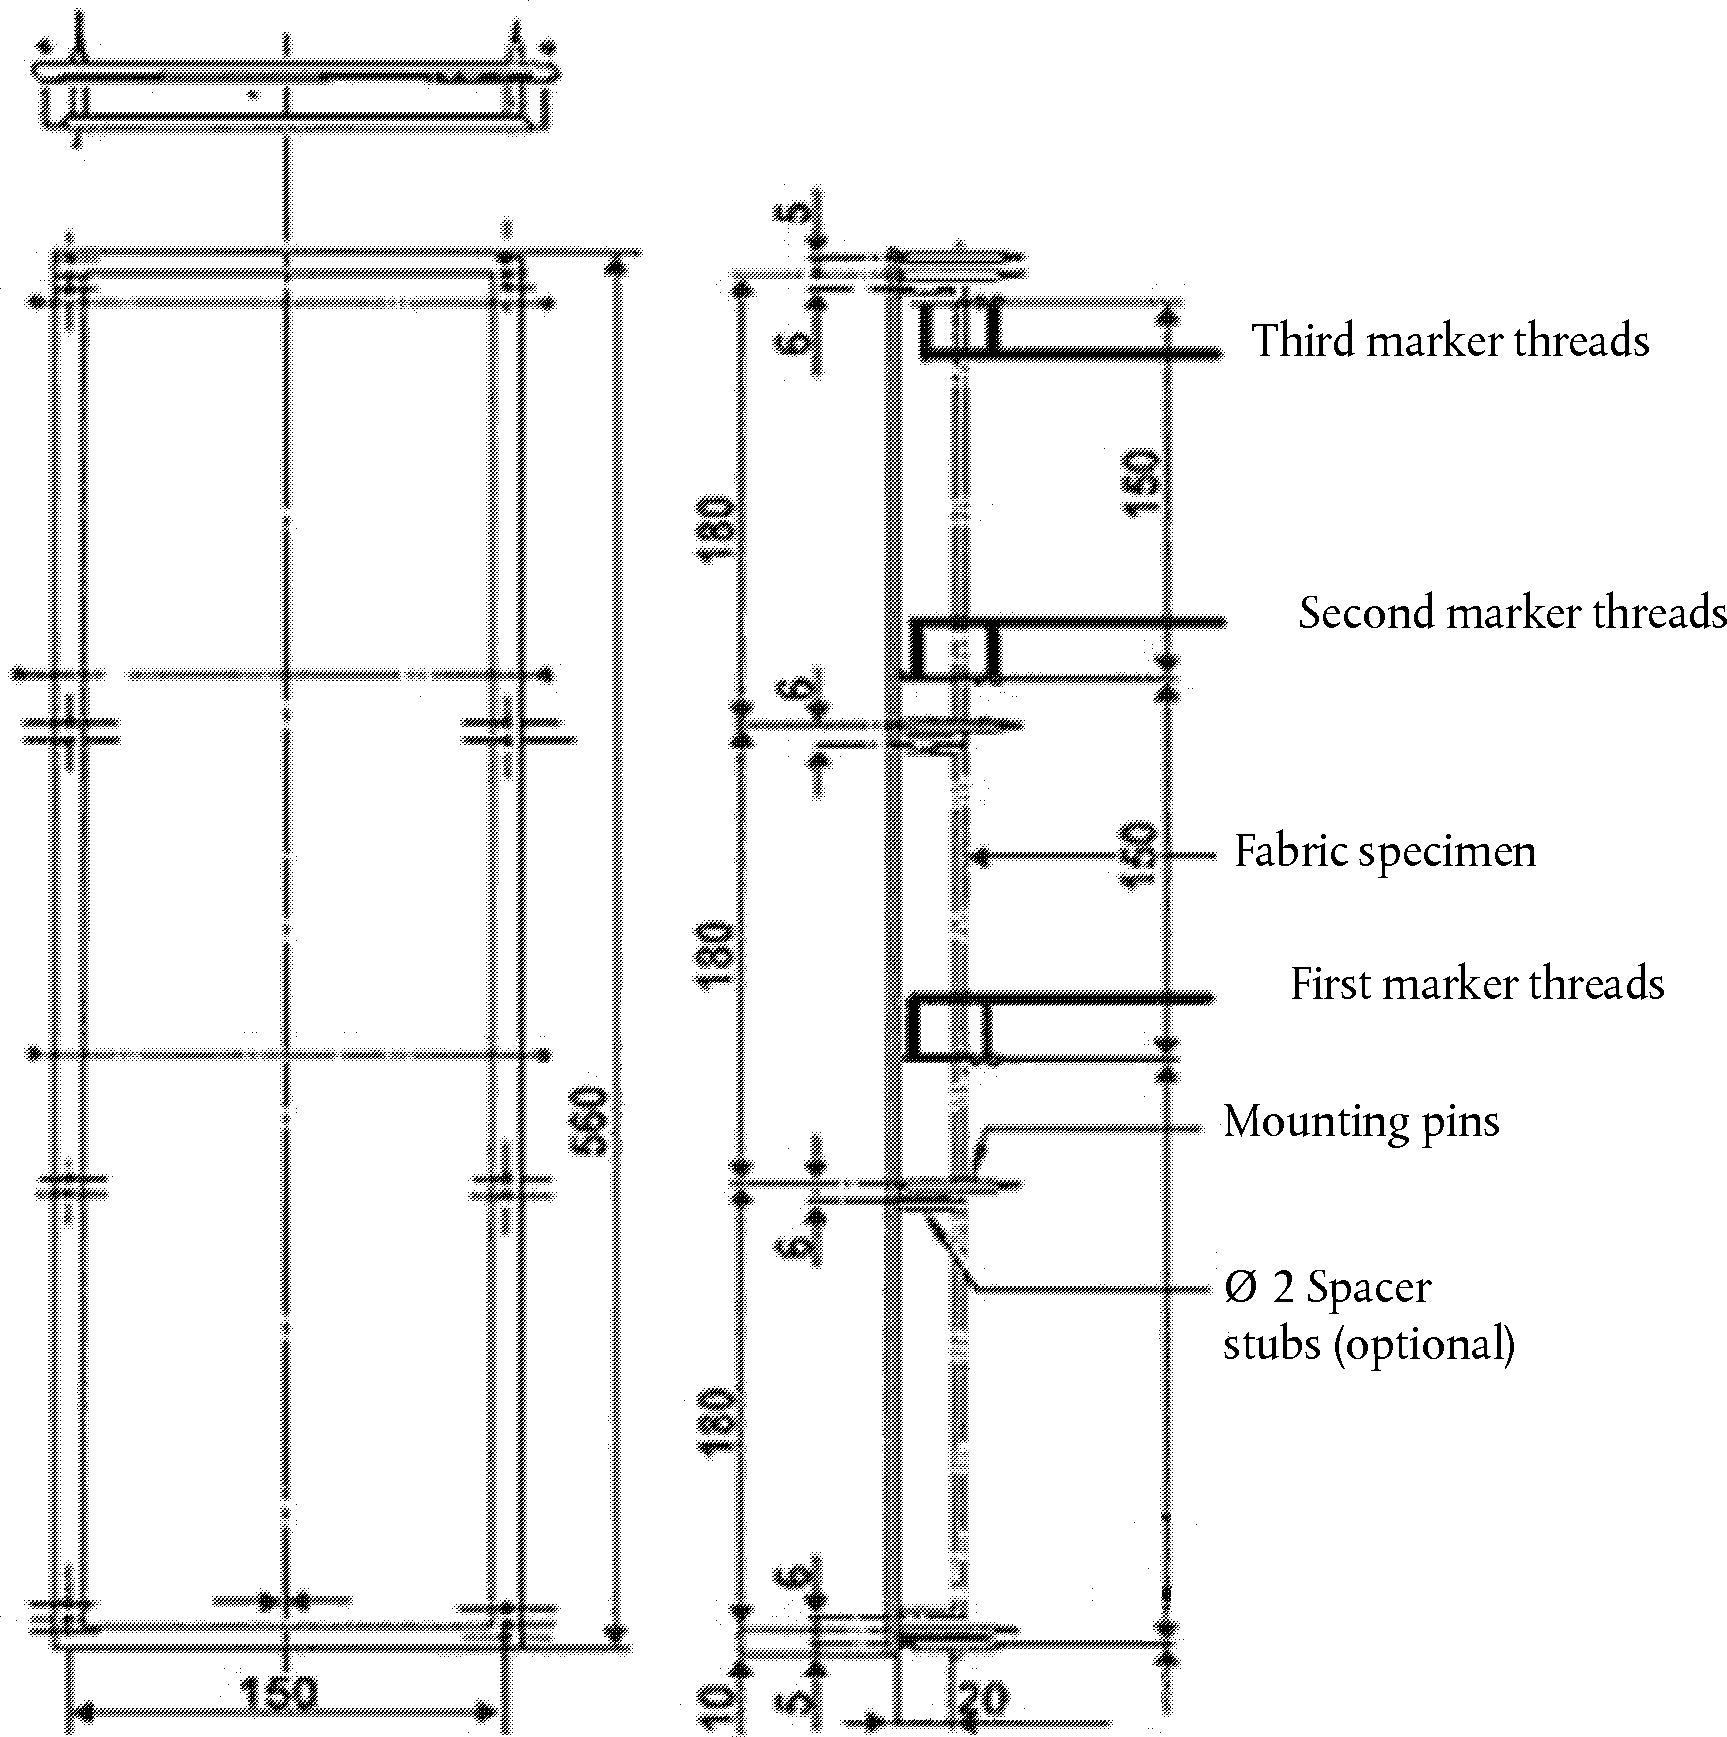 5
6
Third marker threads
180
150
Second marker threads
6
Fabric specimen
150
180
First marker threads
560
Mounting pins
6
Ø 2 Spacer
stubs (optional)
180
6
150
10
5
20